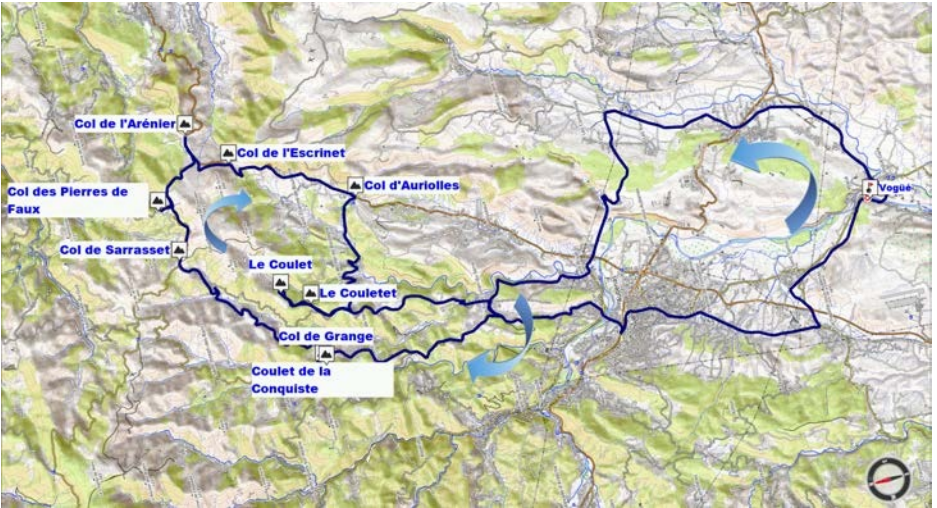 Col de l'Arénier
Col de l'Escrinet
Col d'Auriolles
Vogüé
Col des Pierres de
Faux
Col de Sarrasset
Le Coulet
Le Couletet
Col de Grange
Coulet de la
Conquiste